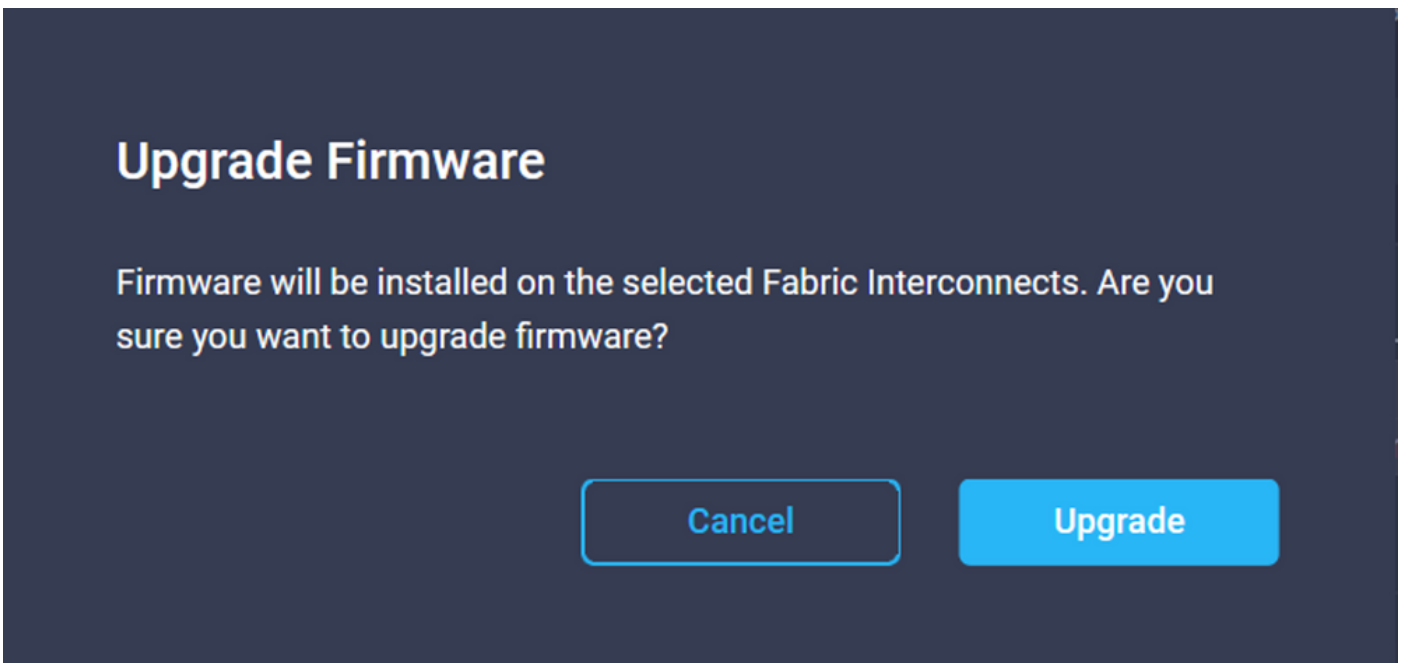 Upgrade Firmware
Firmware will be installed on the selected Fabric Interconnects. Are you
sure you want to upgrade firmware?
Cancel
Upgrade